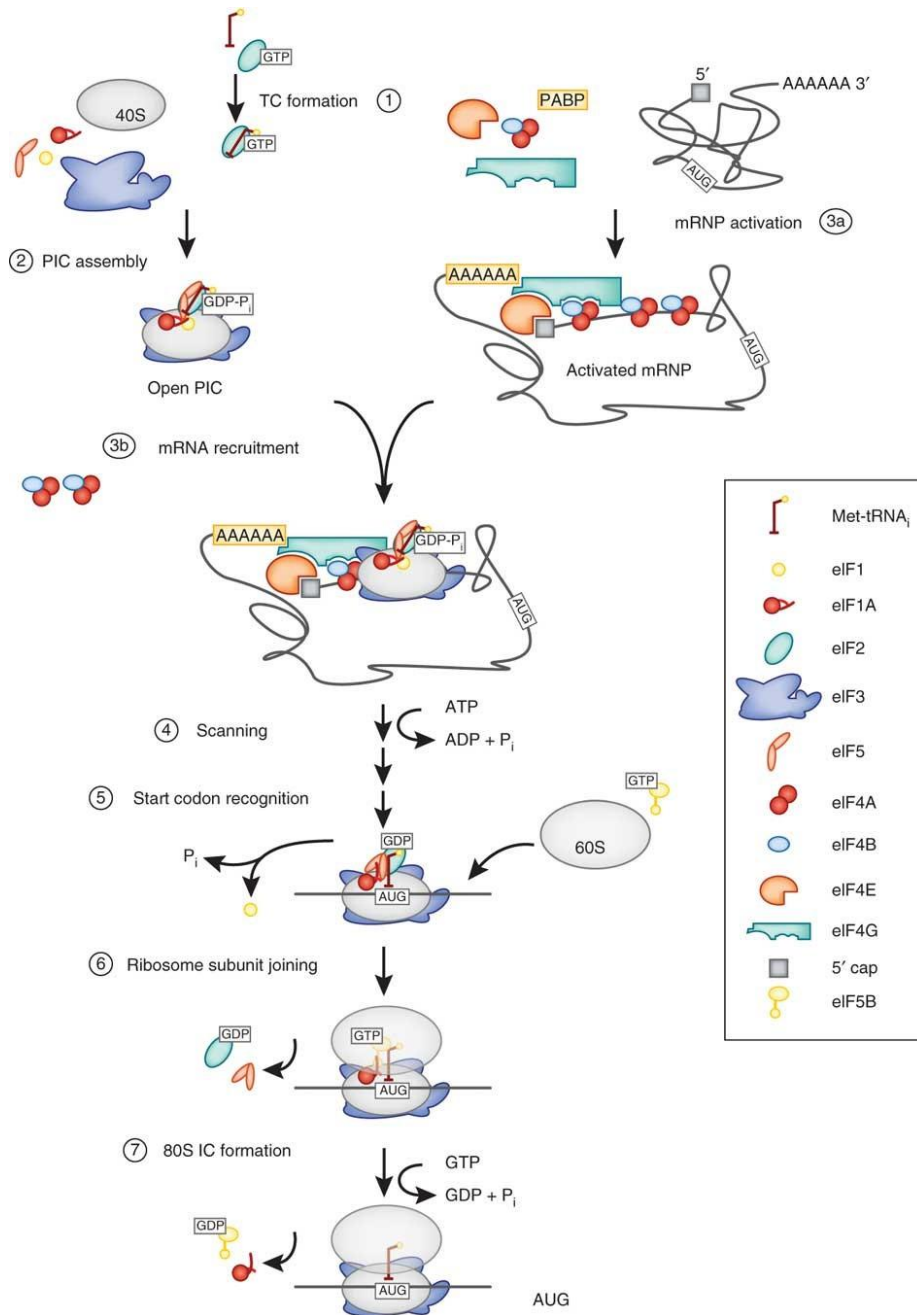 GTP
TC formation 1
GTP
40S
2 PIC assembly
GDP-Pi
Open PIC
PABP
5′
AAAAAA 3′
AUG
mRNP activation 3a
AAAAAA
AUG
Activated mRNP
3b mRNA recruitment
AAAAAA
GDP-Pi
AUG
4 Scanning
ATP
ADP + Pi
5 Start codon recognition
GTP
60S
Pi
GDP
AUG
6 Ribosome subunit joining
GDP
GTP
AUG
7 80S IC formation
GTP
GDP + Pi
GDP
AUG
AUG
Met-tRNAi
eIF1
eIF1A
eIF2
eIF3
eIF5
eIF4A
eIF4B
eIF4E
eIF4G
5′ cap
eIF5B